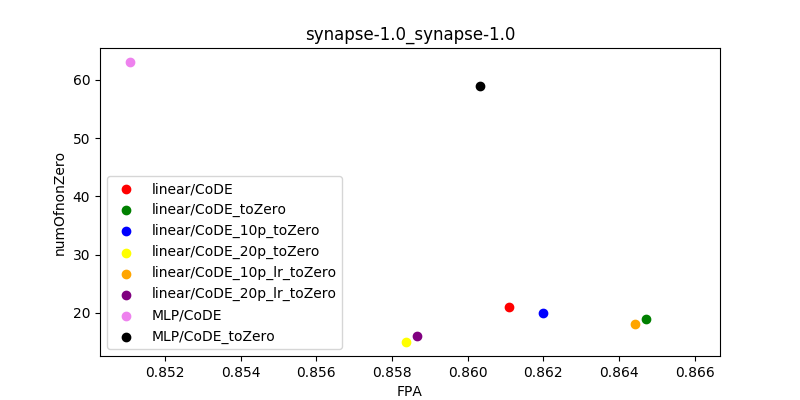 synapse-1.0_synapse-1.0
numOfnonZero
60
50
40
30
20
linear/CoDE
linear/CoDE_toZero
linear/CoDE_10p_toZero
linear/CoDE_20p_toZero
linear/CoDE_10p_lr_toZero
linear/CoDE_20p_lr_toZero
MLP/CoDE
MLP/CoDE_toZero
0.852 0.854 0.856 0.858 0.860 0.862 0.864 0.866
FPA